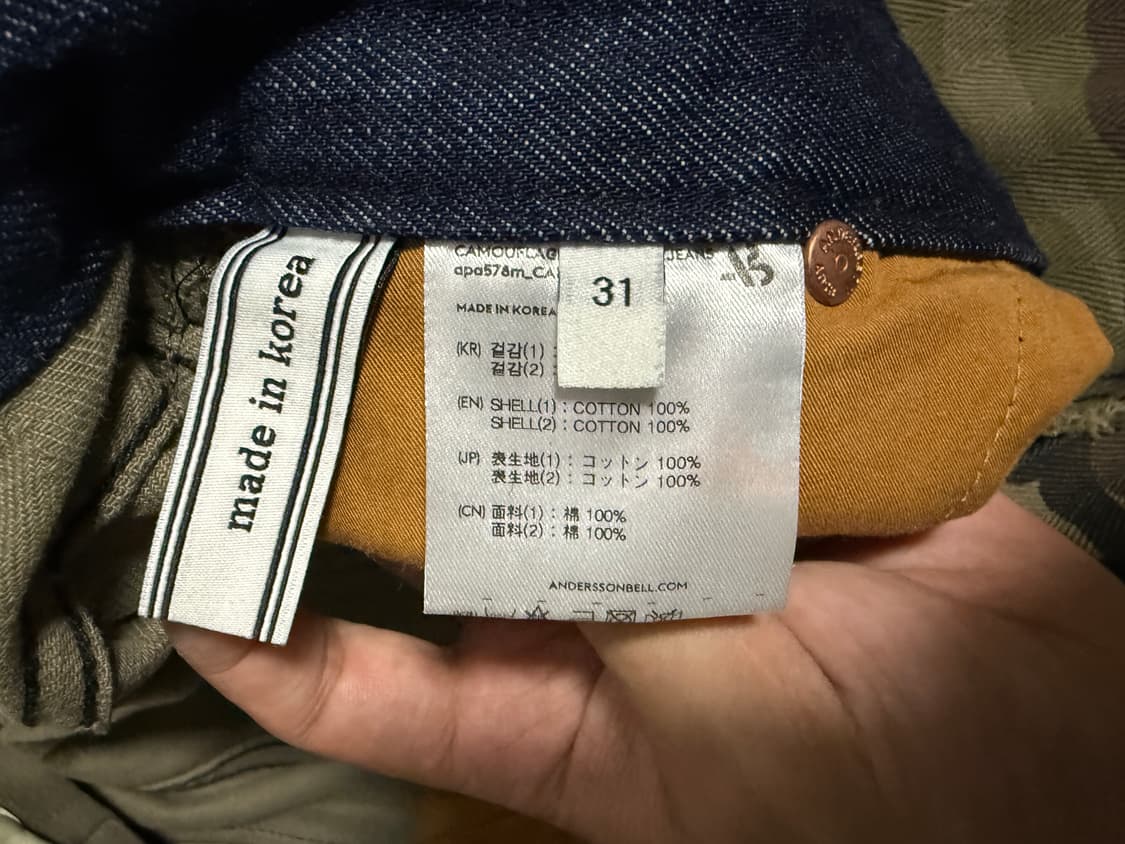 made in korea
JEANS
apa578m_CA
31
MADE IN KOREA
(KR) 겉감(1) :
겉감(2) :
(EN) SHELL(1) : COTTON 100%
SHELL(2) : COTTON 100%
(JP) 表生地(1) : コットン 100%
表生地(2) : コットン 100%
(CN) 面料(1) : 棉 100%
面料(2) : 棉 100%
ANDERSSONBELL.COM